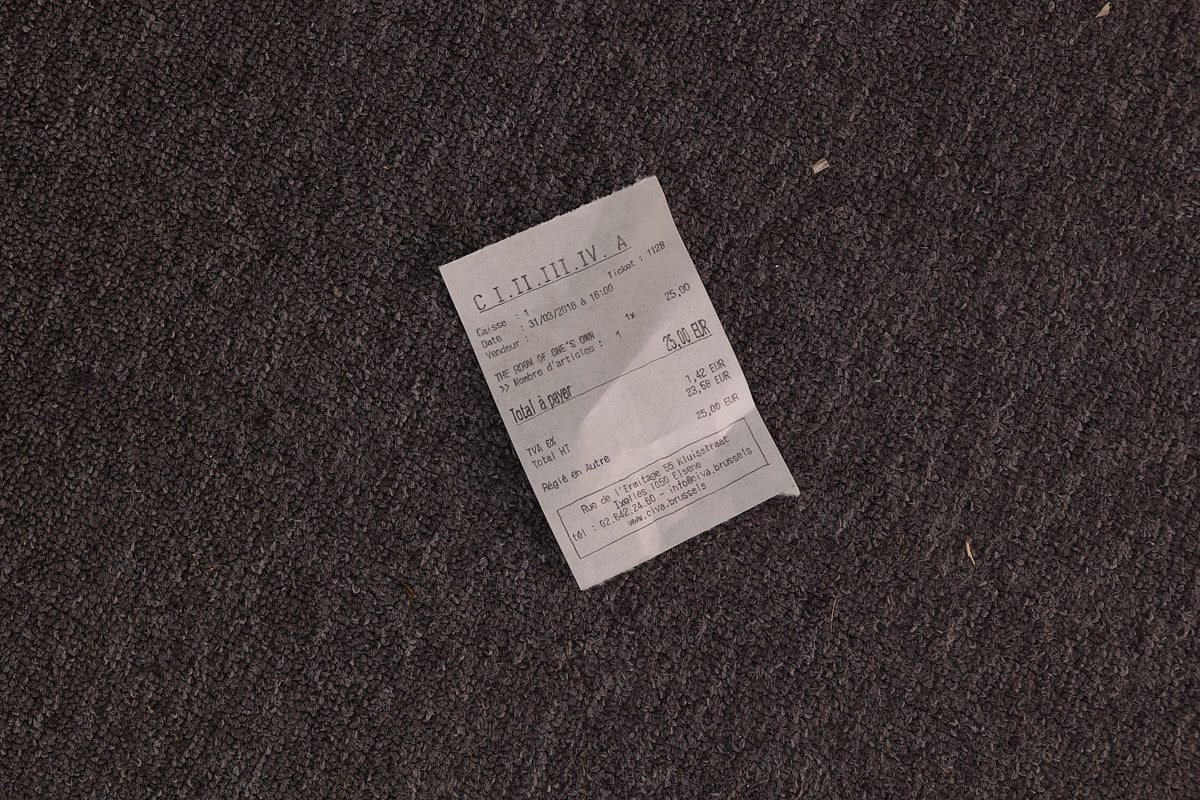 C I.II.III.IV. A
Caisse : 1 Ticket : 1128
Date : 31/03/2018 à 16:00
Vendeur :
THE ROOM OF ONE'S OWN 1x 25,00
>> Nombre d'articles : 1
Total à payer 25,00 EUR
TVA 6% 1,42 EUR
Total HT 23,58 EUR
Réglé en Autre 25,00 EUR
Rue de l'Ermitage 55 Kluisstraat
Ixelles 1050 Elsene
tél : 02.642.24.50 - info@civa.brussels
www.civa.brussels